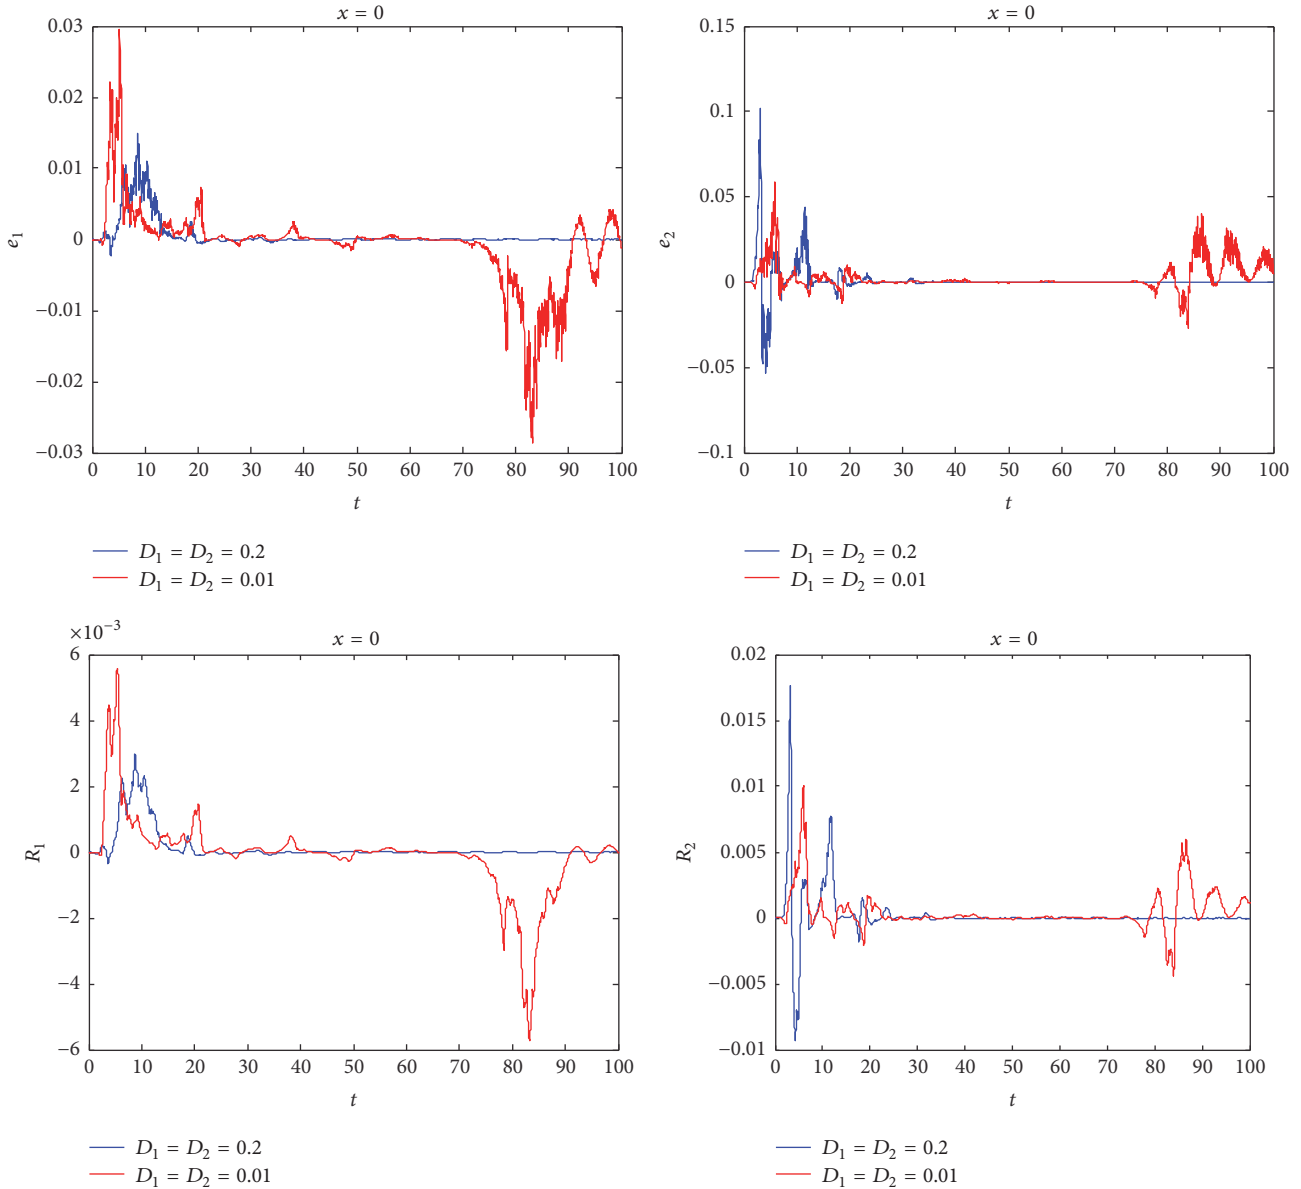 x = 0
0.03
0.02
0.01
0
−0.01
−0.02
−0.03
e1
0 10 20 30 40 50 60 70 80 90 100
t
D1 = D2 = 0.2
D1 = D2 = 0.01
x = 0
0.15
0.1
0.05
0
−0.05
−0.1
e2
0 10 20 30 40 50 60 70 80 90 100
t
D1 = D2 = 0.2
D1 = D2 = 0.01
×10−3
x = 0
6
4
2
0
−2
−4
−6
R1
0 10 20 30 40 50 60 70 80 90 100
t
D1 = D2 = 0.2
D1 = D2 = 0.01
x = 0
0.02
0.015
0.01
0.005
0
−0.005
−0.01
R2
0 10 20 30 40 50 60 70 80 90 100
t
D1 = D2 = 0.2
D1 = D2 = 0.01